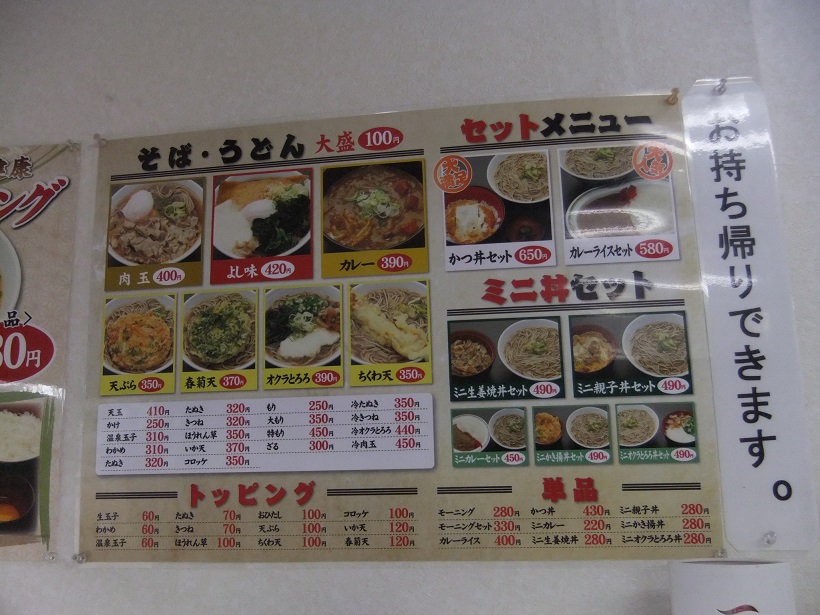 健康
ング
品>
30円
そば・うどん 大盛 100円
肉玉 400円
よし味 420円
カレー 390円
天ぷら 350円
春菊天 370円
オクラとろろ 390円
ちくわ天 350円
天玉 410円 たぬき 320円 もり 250円 冷たぬき 350円
かけ 250円 きつね 320円 大もり 350円 冷きつね 350円
温泉玉子 310円 ほうれん草 350円 特もり 450円 冷オクラとろろ 440円
わかめ 310円 いか天 370円 ざる 300円 冷肉玉 450円
たぬき 320円 コロッケ 350円
トッピング
生玉子 60円 たぬき 70円 おひたし 100円 コロッケ 100円
わかめ 60円 きつね 70円 天ぷら 100円 いか天 120円
温泉玉子 60円 ほうれん草 100円 ちくわ天 100円 春菊天 120円
セットメニュー
かつ丼セット 650円
カレーライスセット 580円
ミニ丼セット
ミニ生姜焼丼セット 490円
ミニ親子丼セット 490円
ミニカレーセット 450円
ミニかき揚丼セット 490円
ミニオクラとろろ丼セット 490円
単品
モーニング 280円 かつ丼 430円 ミニ親子丼 280円
モーニングセット 330円 ミニカレー 220円 ミニかき揚丼 280円
カレーライス 400円 ミニ生姜焼丼 280円 ミニオクラとろろ丼 280円
お持ち帰りできます。